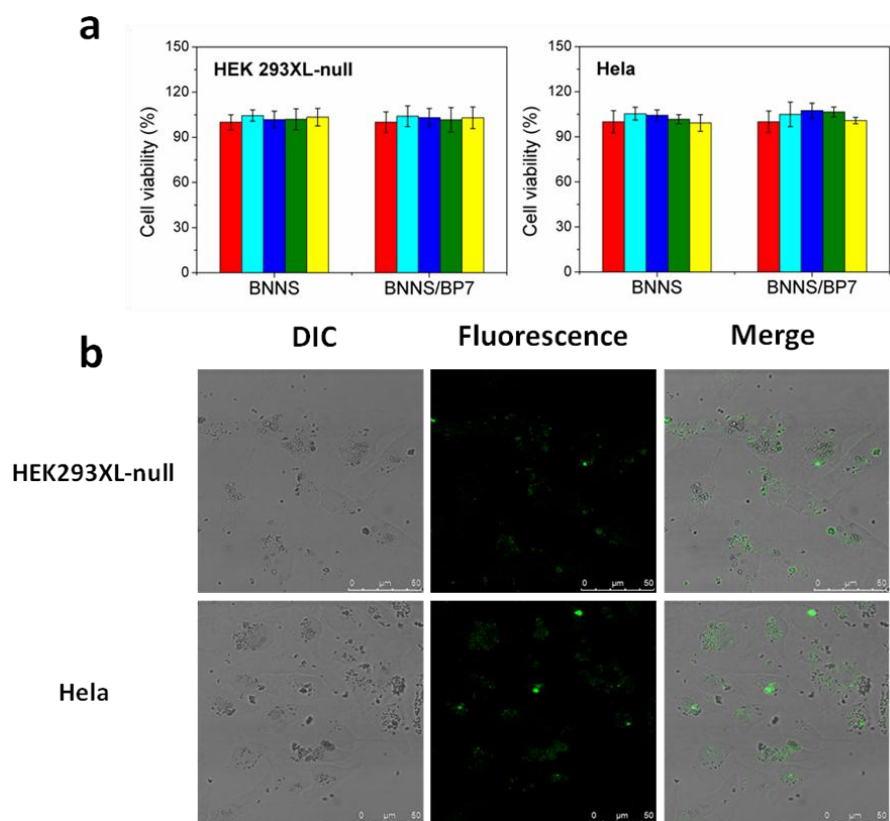 a
HEK 293XL-null
Hela
Cell viability (%)
150
120
90
60
30
0
BNNS
BNNS/BP7
Cell viability (%)
150
120
90
60
30
0
BNNS
BNNS/BP7
b
DIC
Fluorescence
Merge
HEK293XL-null
0 µm 50
0 µm 50
0 µm 50
Hela
0 µm 50
0 µm 50
0 µm 50